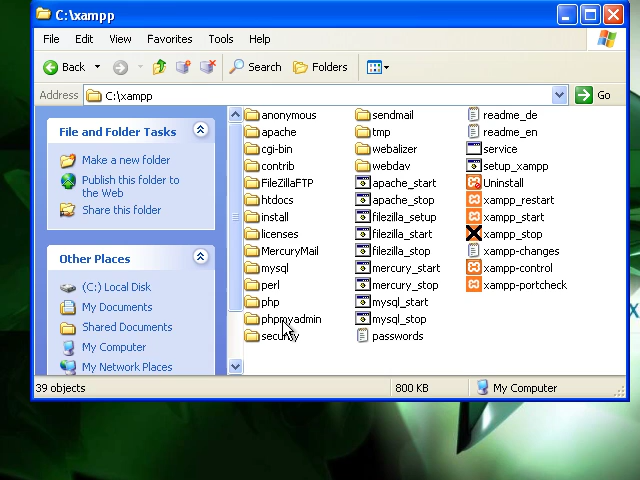 C:\xampp
File Edit View Favorites Tools Help
Back Search Folders
Address C:\xampp Go
File and Folder Tasks
Make a new folder
Publish this folder to
the Web
Share this folder
Other Places
(C:) Local Disk
My Documents
Shared Documents
My Computer
My Network Places
anonymous
apache
cgi-bin
contrib
FileZillaFTP
htdocs
install
licenses
MercuryMail
mysql
perl
php
phpmyadmin
security
sendmail
tmp
webalizer
webdav
apache_start
apache_stop
filezilla_setup
filezilla_start
filezilla_stop
mercury_start
mercury_stop
mysql_start
mysql_stop
passwords
readme_de
readme_en
service
setup_xampp
Uninstall
xampp_restart
xampp_start
xampp_stop
xampp-changes
xampp-control
xampp-portcheck
39 objects 800 KB My Computer